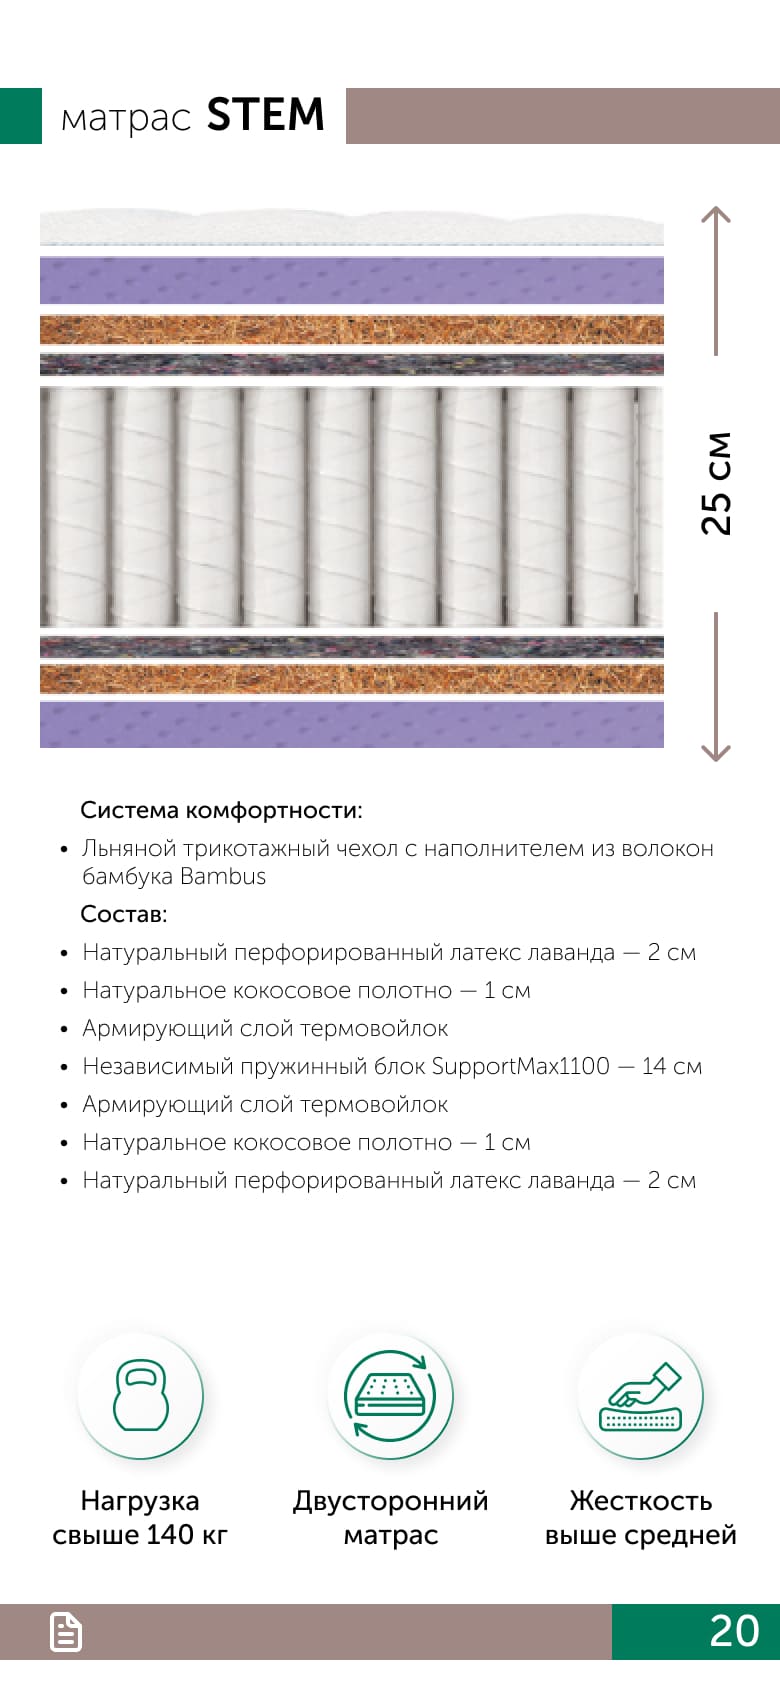 матрас STEM
25 см
Система комфортности:
• Льняной трикотажный чехол с наполнителем из волокон
бамбука Bambus
Состав:
• Натуральный перфорированный латекс лаванда — 2 см
• Натуральное кокосовое полотно — 1 см
• Армирующий слой термовойлок
• Независимый пружинный блок SupportMax1100 — 14 см
• Армирующий слой термовойлок
• Натуральное кокосовое полотно — 1 см
• Натуральный перфорированный латекс лаванда — 2 см
Нагрузка
свыше 140 кг
Двусторонний
матрас
Жесткость
выше средней
20